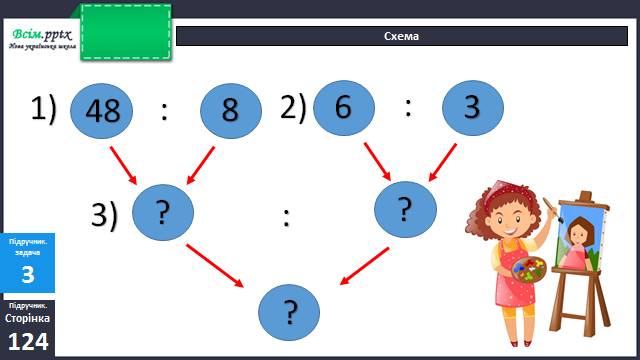 Всім.pptx
Нова українська школа
Схема
1) 48 : 8 2) 6 : 3
3) ? : ?
?
Підручник.
задача
3
Підручник.
Сторінка
124